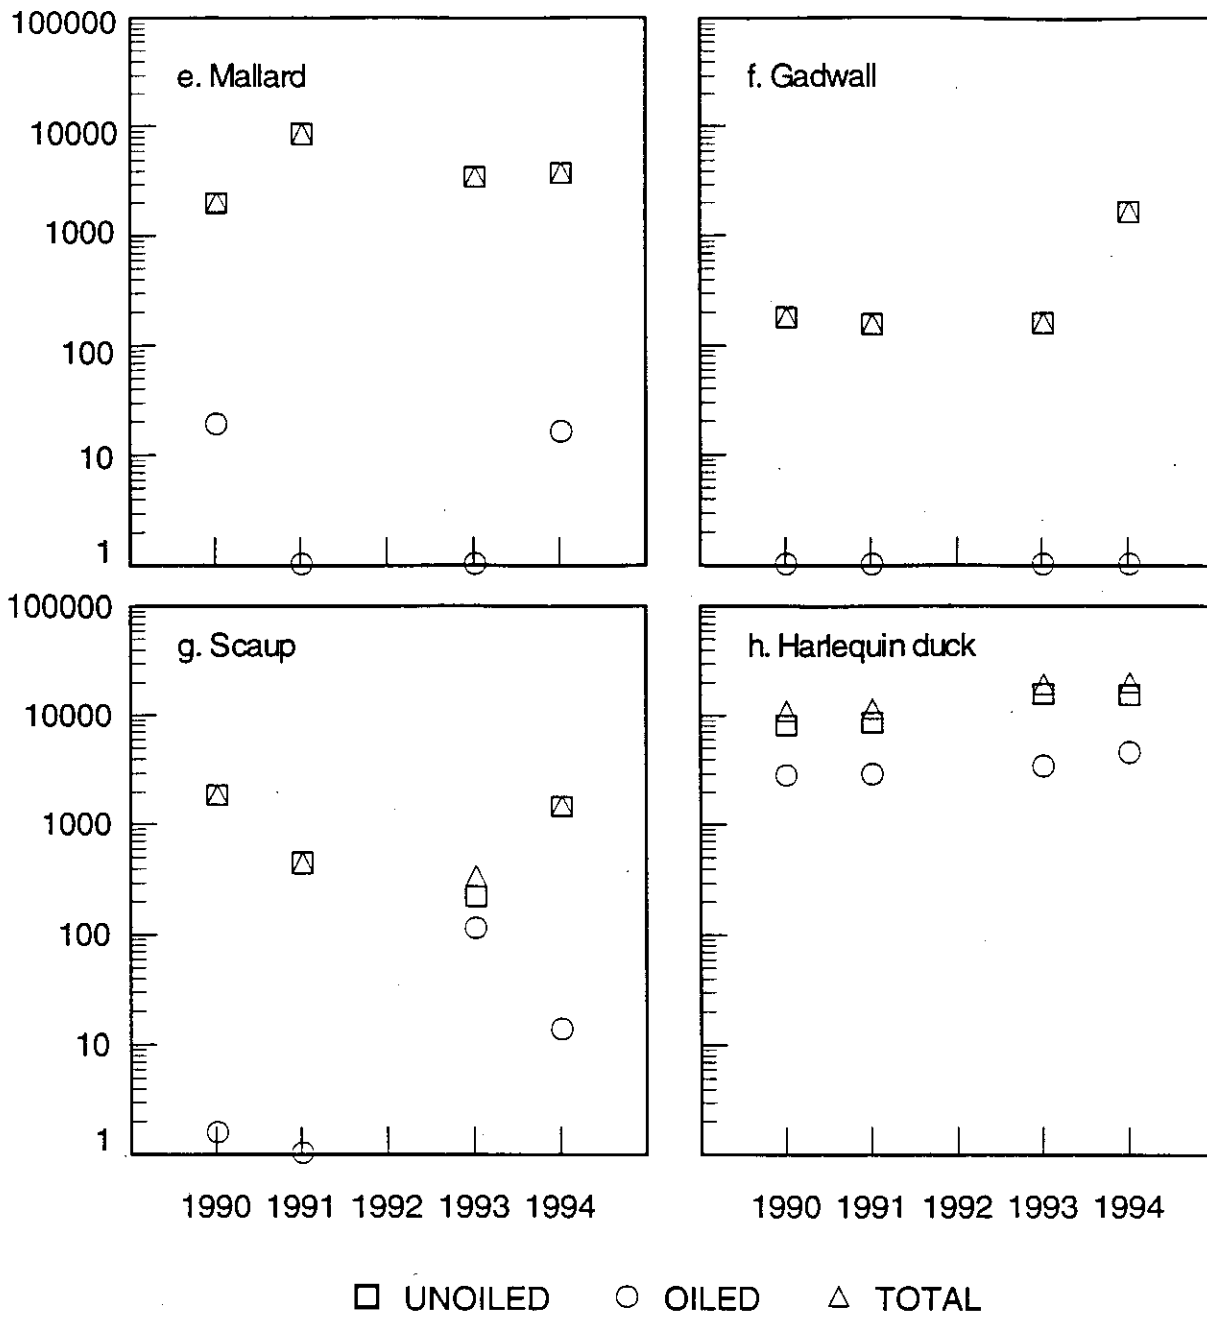 100000
e. Mallard
f. Gadwall
10000
1000
100
10
1
100000
g. Scaup
h. Harlequin duck
10000
1000
100
10
1
1990 1991 1992 1993 1994
1990 1991 1992 1993 1994
UNOILED OILED TOTAL